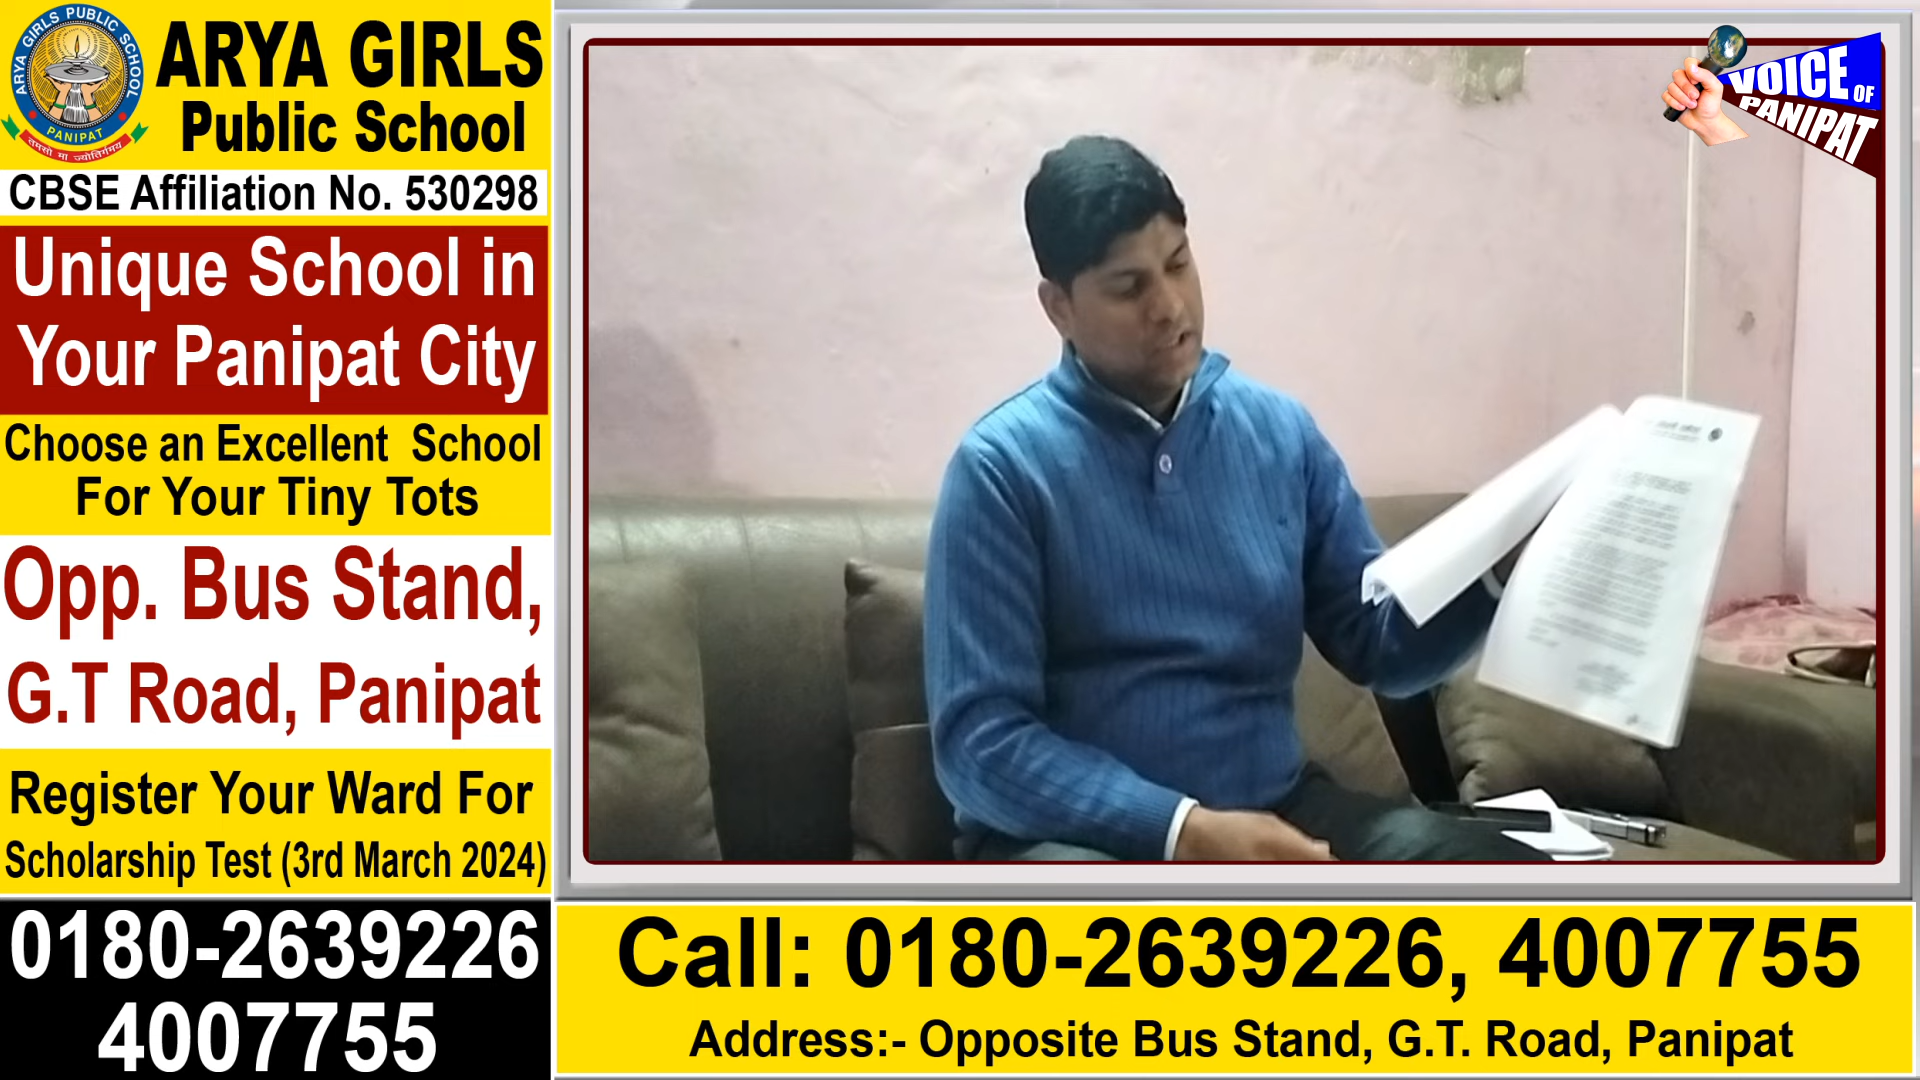 ARYA GIRLS PUBLIC SCHOOL
PANIPAT
तमसो मा ज्योतिर्गमय
ARYA GIRLS
Public School
CBSE Affiliation No. 530298
Unique School in
Your Panipat City
Choose an Excellent School
For Your Tiny Tots
Opp. Bus Stand,
G.T Road, Panipat
Register Your Ward For
Scholarship Test (3rd March 2024)
0180-2639226
4007755
VOICE OF
PANIPAT
Call: 0180-2639226, 4007755
Address:- Opposite Bus Stand, G.T. Road, Panipat